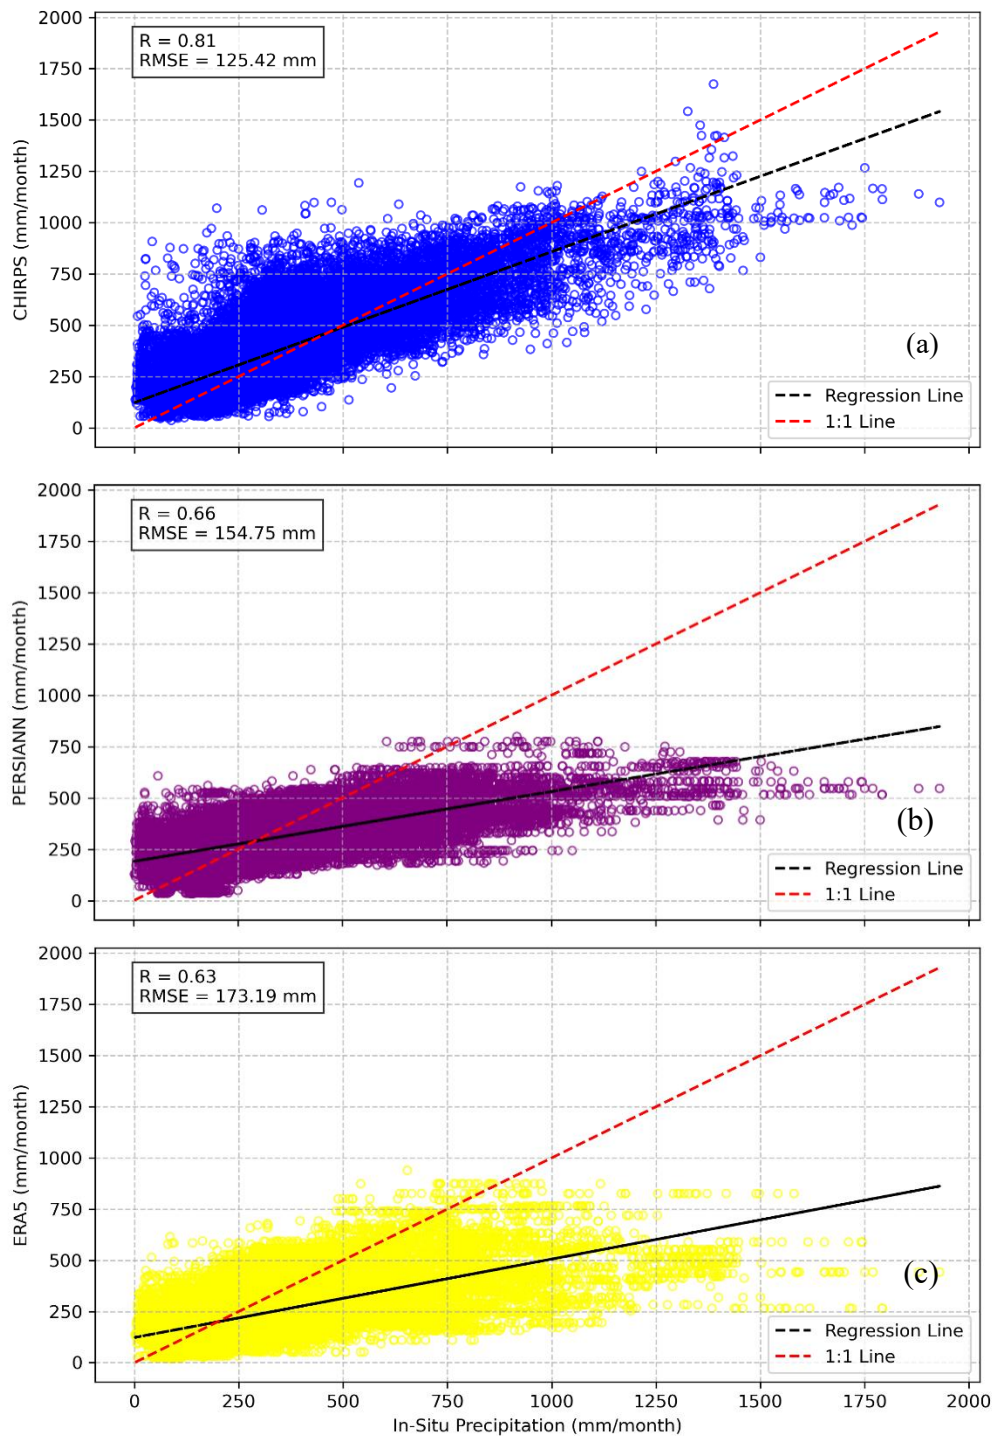 R = 0.81
RMSE = 125.42 mm
2000
1750
1500
1250
1000
750
500
250
0
CHIRPS (mm/month)
(a)
Regression Line
1:1 Line
R = 0.66
RMSE = 154.75 mm
2000
1750
1500
1250
1000
750
500
250
0
PERSIANN (mm/month)
(b)
Regression Line
1:1 Line
R = 0.63
RMSE = 173.19 mm
2000
1750
1500
1250
1000
750
500
250
0
ERA5 (mm/month)
(c)
Regression Line
1:1 Line
0 250 500 750 1000 1250 1500 1750 2000
In-Situ Precipitation (mm/month)